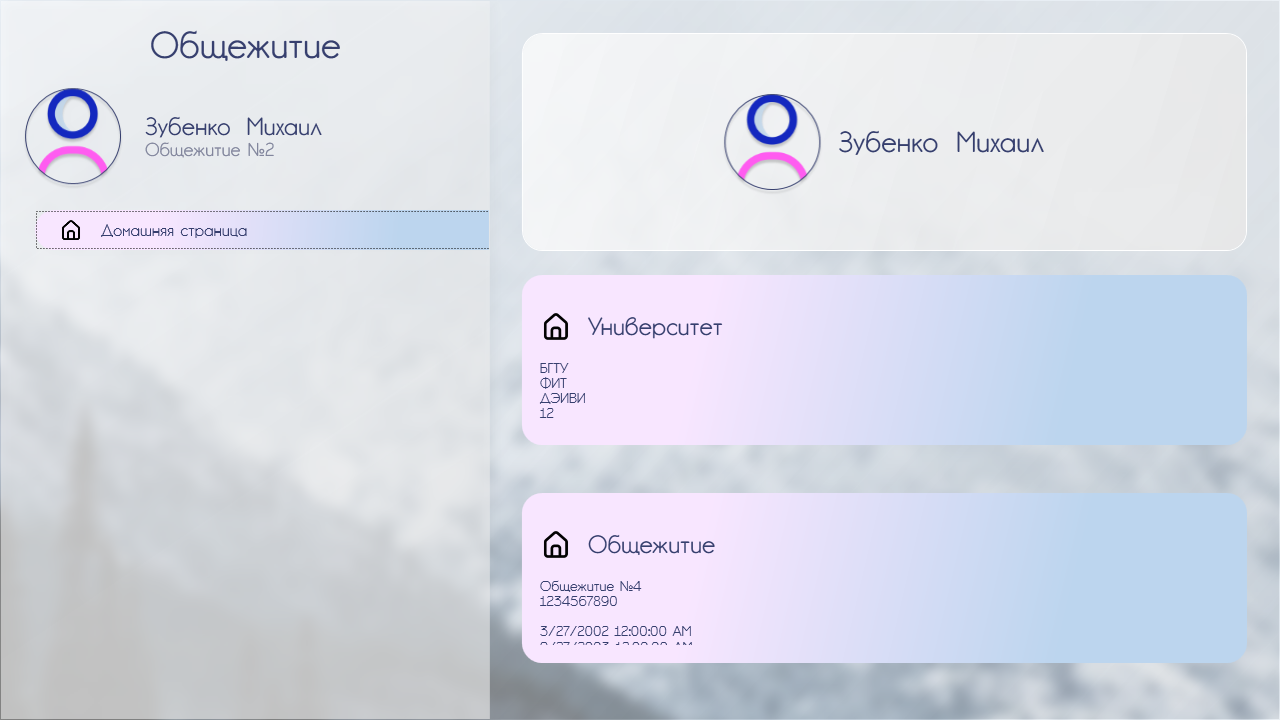 Общежитие
Зубенко Михаил
Общежитие №2
Домашняя страница
Зубенко Михаил
Университет
БГТУ
ФИТ
ДЭИВИ
12
Общежитие
Общежитие №4
1234567890
3/27/2002 12:00:00 AM